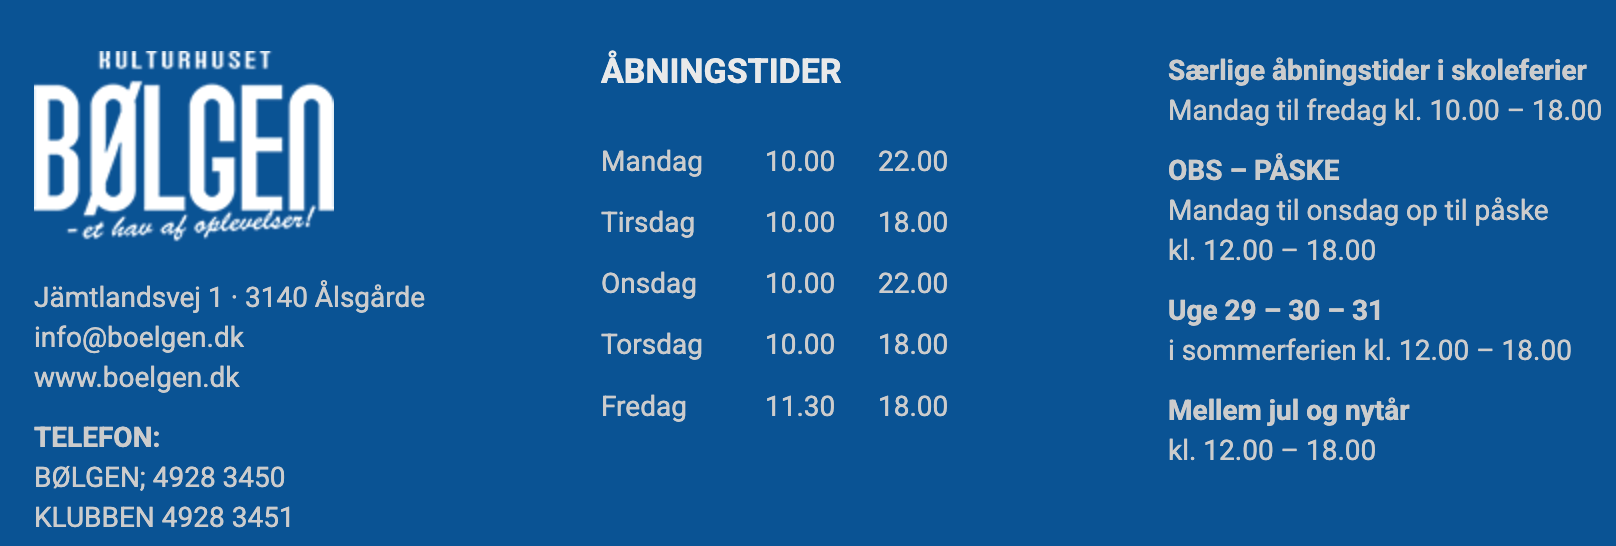 KULTURHUSET
BØLGEN
- et hav af oplevelser!
Jämtlandsvej 1 · 3140 Ålsgårde
info@boelgen.dk
www.boelgen.dk
TELEFON:
BØLGEN; 4928 3450
KLUBBEN 4928 3451
ÅBNINGSTIDER
Mandag 10.00 22.00
Tirsdag 10.00 18.00
Onsdag 10.00 22.00
Torsdag 10.00 18.00
Fredag 11.30 18.00
Særlige åbningstider i skoleferier
Mandag til fredag kl. 10.00 – 18.00
OBS – PÅSKE
Mandag til onsdag op til påske
kl. 12.00 – 18.00
Uge 29 – 30 – 31
i sommerferien kl. 12.00 – 18.00
Mellem jul og nytår
kl. 12.00 – 18.00